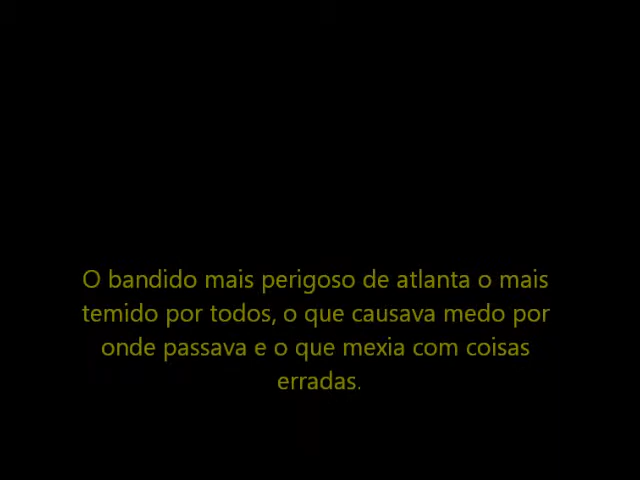 O bandido mais perigoso de atlanta o mais
temido por todos, o que causava medo por
onde passava e o que mexia com coisas
erradas.